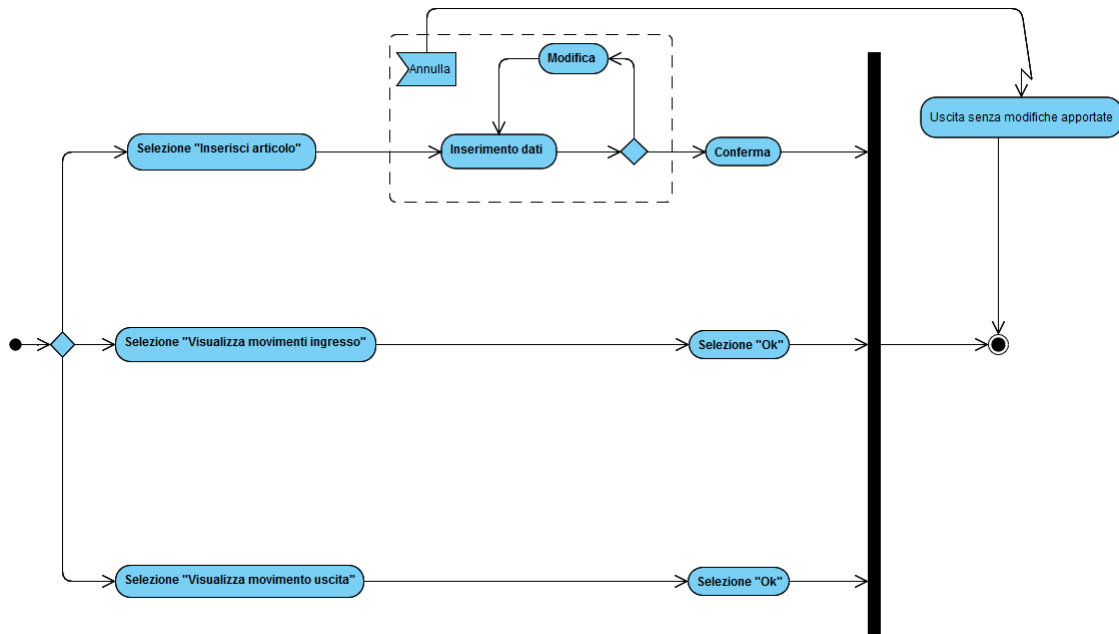 Annulla
Modifica
Uscita senza modifiche apportate
Selezione "Inserisci articolo"
Inserimento dati
Conferma
Selezione "Visualizza movimenti ingresso"
Selezione "Ok"
Selezione "Visualizza movimento uscita"
Selezione "Ok"